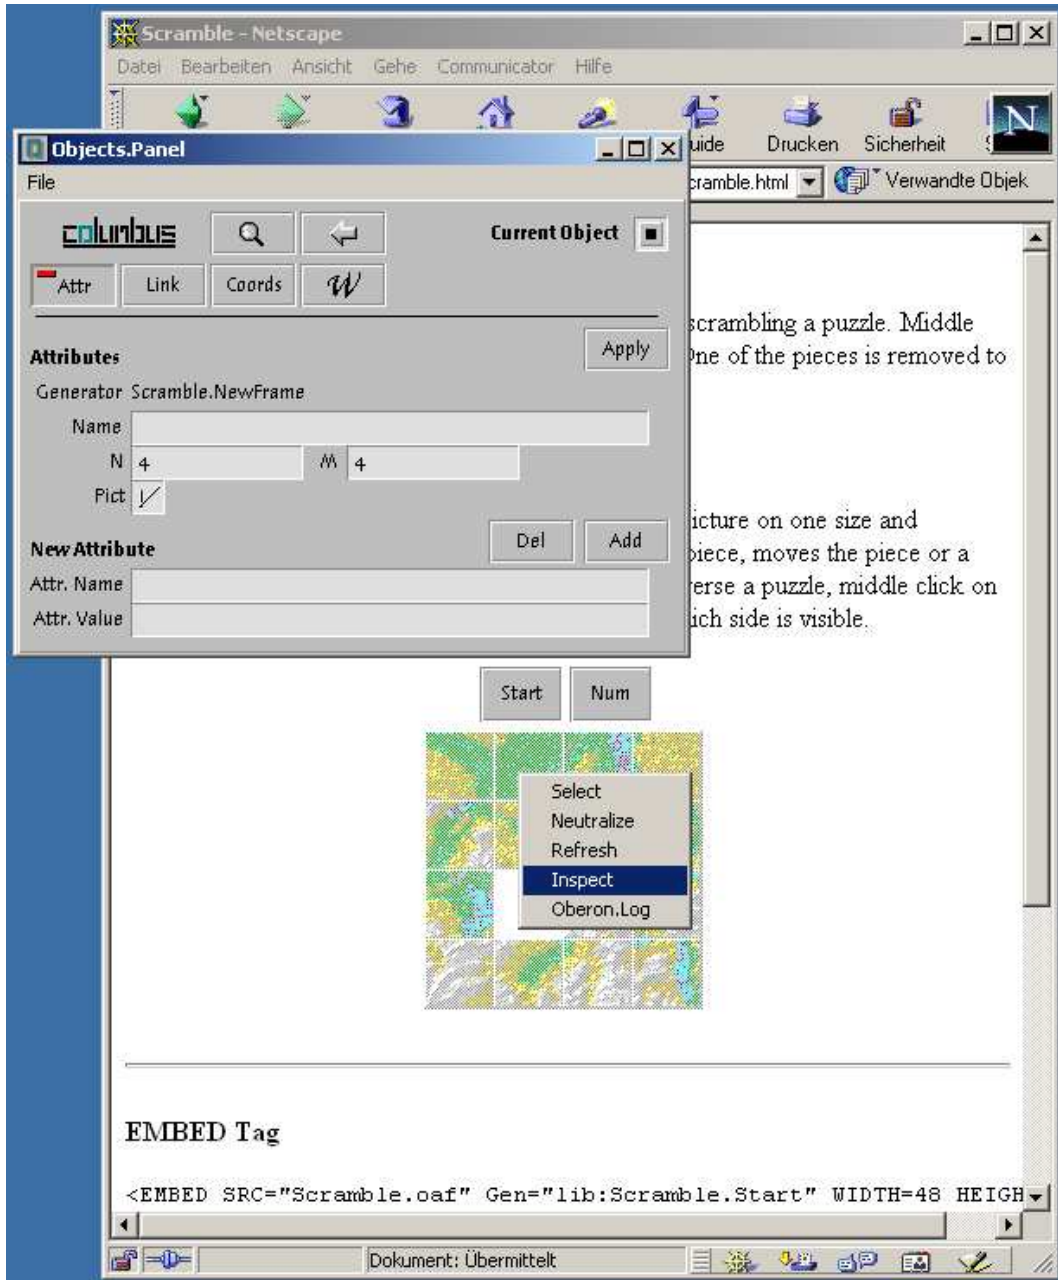 Scramble - Netscape
Datei Bearbeiten Ansicht Gehe Communicator Hilfe
uide Drucken Sicherheit N
cramble.html Verwandte Objek
Objects.Panel
File
columbus Current Object
Attr Link Coords W
Attributes Apply
Generator Scramble.NewFrame
Name
N 4 M 4
Pict
New Attribute Del Add
Attr. Name
Attr. Value
scrambling a puzzle. Middle
One of the pieces is removed to
icture on one size and
piece, moves the piece or a
erse a puzzle, middle click on
ich side is visible.
Start Num
Select
Neutralize
Refresh
Inspect
Oberon.Log
EMBED Tag
<EMBED SRC="Scramble.oaf" Gen="lib:Scramble.Start" WIDTH=48 HEIGH
Dokument: Übermittelt